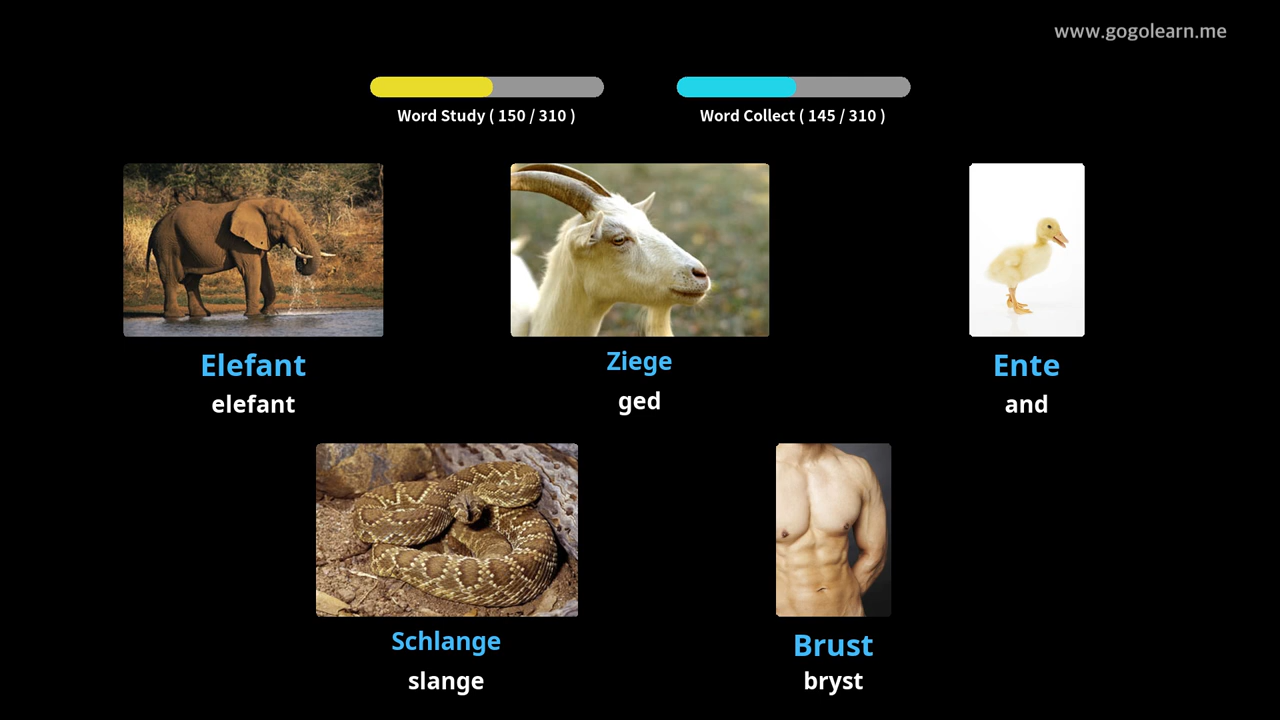 www.gogolearn.me
Word Study ( 150 / 310 )
Word Collect ( 145 / 310 )
Elefant
elefant
Ziege
ged
Ente
and
Schlange
slange
Brust
bryst